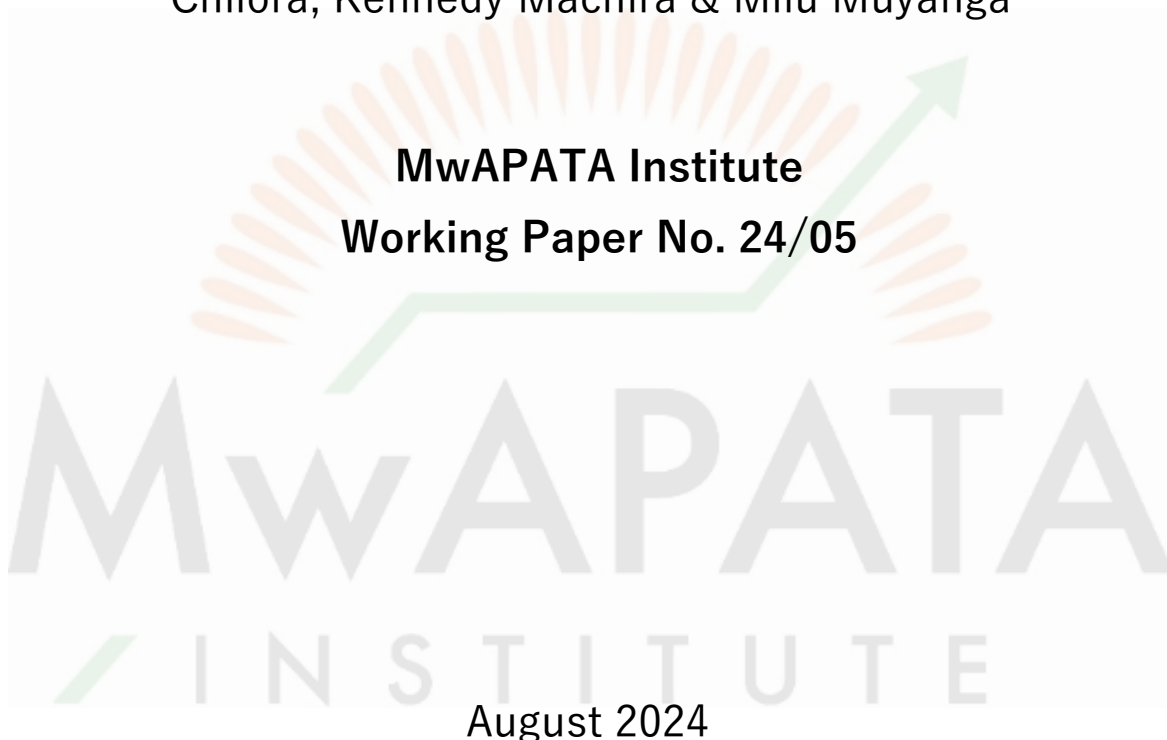 Chilora, Kennedy Machira & Milu Muyanga
MwAPATA Institute
Working Paper No. 24/05
MwAPATA
INSTITUTE
August 2024